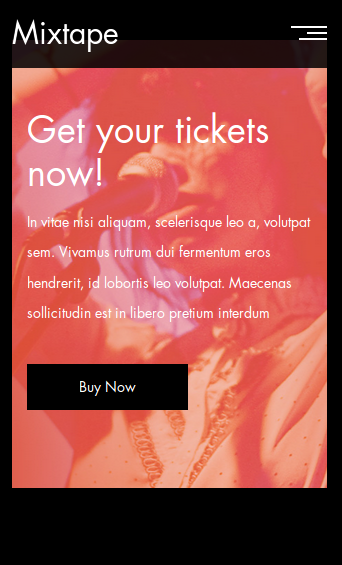 Mixtape
Get your tickets
now!
In vitae nisi aliquam, scelerisque leo a, volutpat
sem. Vivamus rutrum dui fermentum eros
hendrerit, id lobortis leo volutpat. Maecenas
sollicitudin est in libero pretium interdum
Buy Now